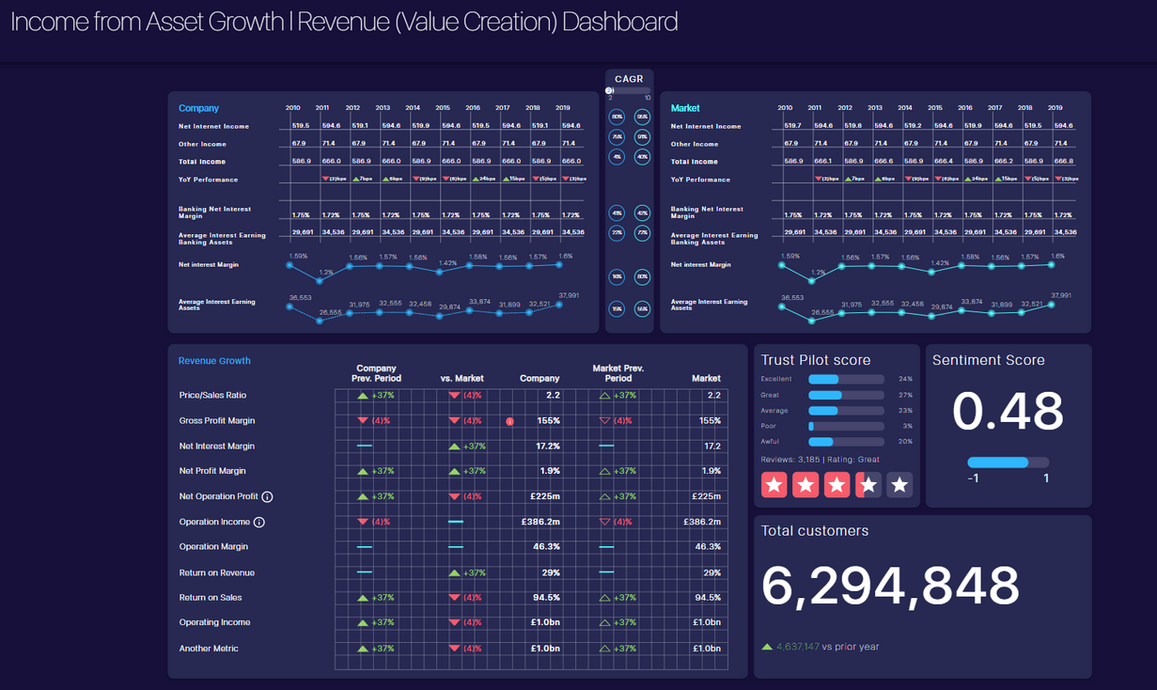 Income from Asset Growth | Revenue (Value Creation) Dashboard
CAGR
2 10
Company 2010 2011 2012 2013 2014 2015 2016 2017 2018 2019
Net Internet Income 519.5 594.6 519.1 594.6 519.9 594.6 519.5 594.6 519.1 594.6
Other Income 67.9 71.4 67.9 71.4 67.9 71.4 67.9 71.4 67.9 71.4
Total Income 586.9 666.0 586.9 666.0 586.9 666.0 586.9 666.0 586.9 666.0
YoY Performance (2)bps 7bps 6bps (9)bps (6)bps 24bps 15bps (5)bps (3)bps
Banking Net Interest
Margin 1.75% 1.72% 1.75% 1.72% 1.75% 1.72% 1.75% 1.72% 1.75% 1.72%
Average Interest Earning
Banking Assets 29,691 34,536 29,691 34,536 29,691 34,536 29,691 34,536 29,691 34,536
Net interest Margin 1.59% 1.2% 1.56% 1.57% 1.56% 1.42% 1.58% 1.56% 1.57% 1.6%
Average Interest Earning
Assets 36,553 26,555 31,975 32,555 32,458 29,874 33,874 31,899 32,521 37,991
Market 2010 2011 2012 2013 2014 2015 2016 2017 2018 2019
Net Internet Income 519.7 594.6 519.8 594.6 519.2 594.6 519.9 594.6 519.5 594.6
Other Income 67.9 71.4 67.9 71.4 67.9 71.4 67.9 71.4 67.9 71.4
Total Income 586.9 666.1 586.6 666.6 586.9 666.4 586.9 666.2 586.9 666.8
YoY Performance (2)bps 7bps 6bps (9)bps (6)bps 24bps 15bps (5)bps (3)bps
Banking Net Interest
Margin 1.75% 1.72% 1.75% 1.72% 1.75% 1.72% 1.75% 1.72% 1.75% 1.72%
Average Interest Earning
Banking Assets 29,691 34,536 29,691 34,536 29,691 34,536 29,691 34,536 29,691 34,536
Net interest Margin 1.59% 1.2% 1.56% 1.57% 1.56% 1.42% 1.58% 1.56% 1.57% 1.6%
Average Interest Earning
Assets 36,553 26,555 31,975 32,555 32,458 29,874 33,874 31,899 32,521 37,991
Revenue Growth
Company
Prev. Period vs. Market Company Market Prev.
Period Market
Price/Sales Ratio +37% (4)% 2.2 +37% 2.2
Gross Profit Margin (4)% (4)% 155% (4)% 155%
Net Interest Margin +37% 17.2% 17.2
Net Profit Margin +37% +37% 1.9% +37% 1.9%
Net Operation Profit +37% (4)% £225m +37% £225m
Operation Income (4)% £386.2m (4)% £386.2m
Operation Margin 46.3% 46.3%
Return on Revenue +37% 29% 29%
Return on Sales +37% (4)% 94.5% +37% 94.5%
Operating Income +37% (4)% £1.0bn +37% £1.0bn
Another Metric +37% (4)% £1.0bn +37% £1.0bn
Trust Pilot score
Excellent 24%
Great 27%
Average 23%
Poor 3%
Awful 20%
Reviews: 3,185 | Rating: Great
Sentiment Score
0.48
-1 1
Total customers
6,294,848
4,637,147 vs prior year